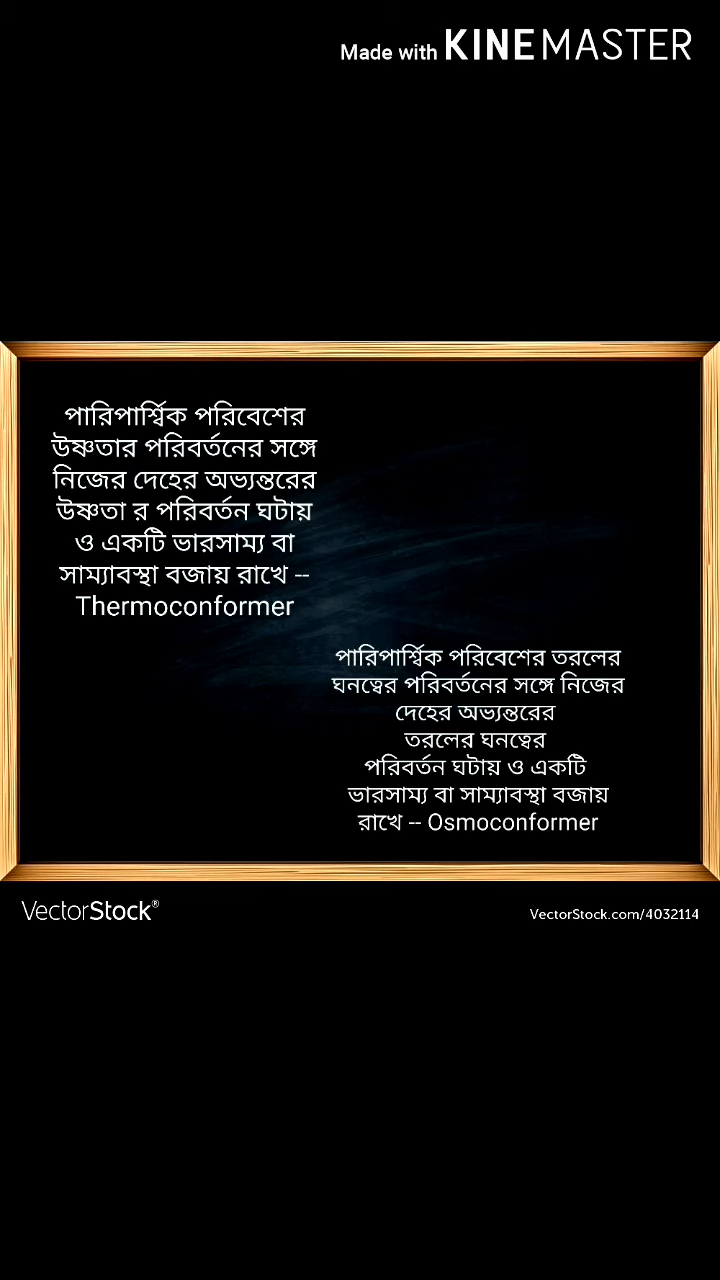 Made with KINEMASTER
পারিপার্শ্বিক পরিবেশের
উষ্ণতার পরিবর্তনের সঙ্গে
নিজের দেহের অভ্যন্তরের
উষ্ণতা র পরিবর্তন ঘটায়
ও একটি ভারসাম্য বা
সাম্যাবস্থা বজায় রাখে --
Thermoconformer
পারিপার্শ্বিক পরিবেশের তরলের
ঘনত্বের পরিবর্তনের সঙ্গে নিজের
দেহের অভ্যন্তরের
তরলের ঘনত্বের
পরিবর্তন ঘটায় ও একটি
ভারসাম্য বা সাম্যাবস্থা বজায়
রাখে -- Osmoconformer
VectorStock®
VectorStock.com/4032114